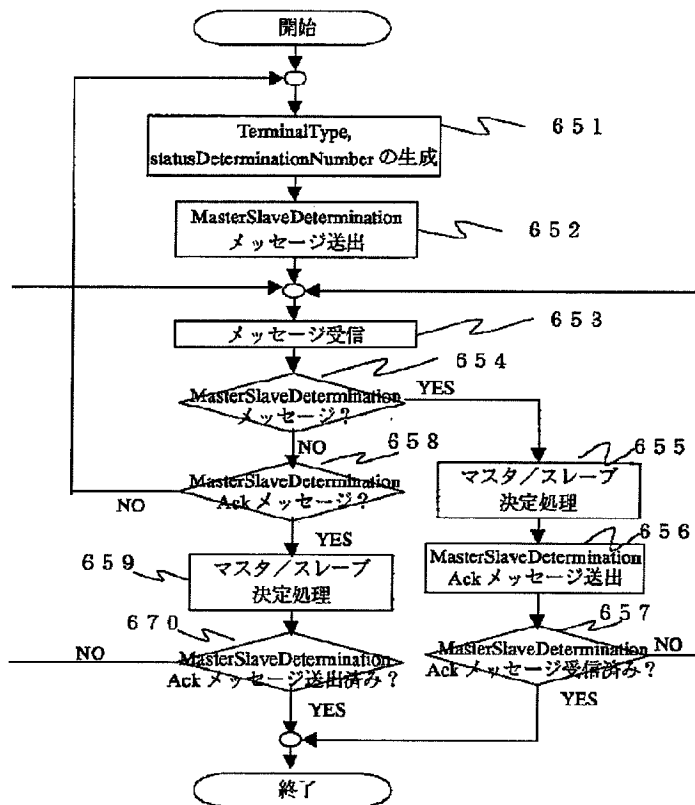 開始
TerminalType,
statusDeterminationNumber の生成
651
MasterSlaveDetermination
メッセージ送出
652
メッセージ受信
653
654
MasterSlaveDetermination
メッセージ？
YES
NO
658
MasterSlaveDetermination
Ack メッセージ？
NO
YES
655
マスタ／スレーブ
決定処理
656
MasterSlaveDetermination
Ack メッセージ送出
659
マスタ／スレーブ
決定処理
657
MasterSlaveDetermination
Ack メッセージ受信済み？
NO
YES
670
MasterSlaveDetermination
Ack メッセージ送出済み？
NO
YES
終了